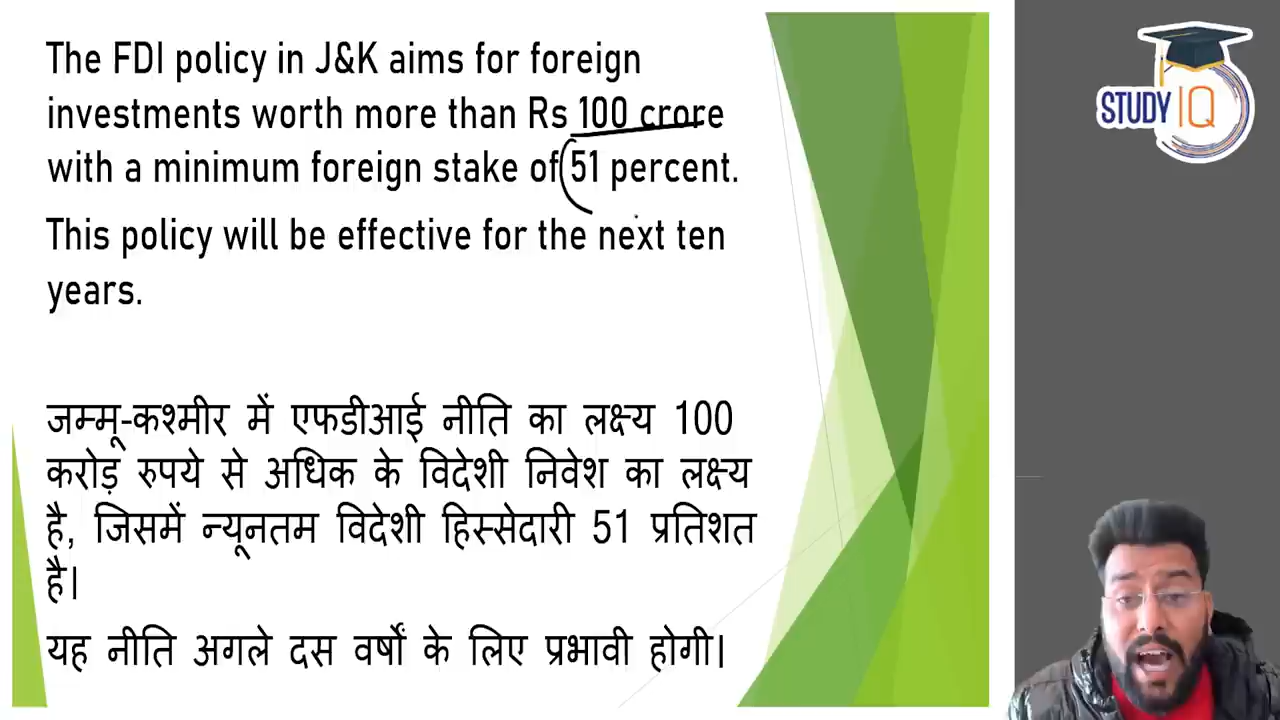 The FDI policy in J&K aims for foreign
investments worth more than Rs 100 crore
with a minimum foreign stake of 51 percent.
This policy will be effective for the next ten
years.
जम्मू-कश्मीर में एफडीआई नीति का लक्ष्य 100
करोड़ रुपये से अधिक के विदेशी निवेश का लक्ष्य
है, जिसमें न्यूनतम विदेशी हिस्सेदारी 51 प्रतिशत
है।
यह नीति अगले दस वर्षों के लिए प्रभावी होगी।
STUDY IQ